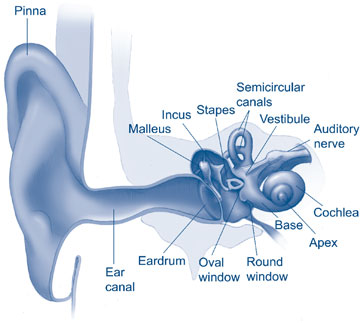 Pinna
Semicircular
canals
Incus
Stapes
Vestibule
Malleus
Auditory
nerve
Cochlea
Base
Apex
Ear
canal
Eardrum
Oval
window
Round
window